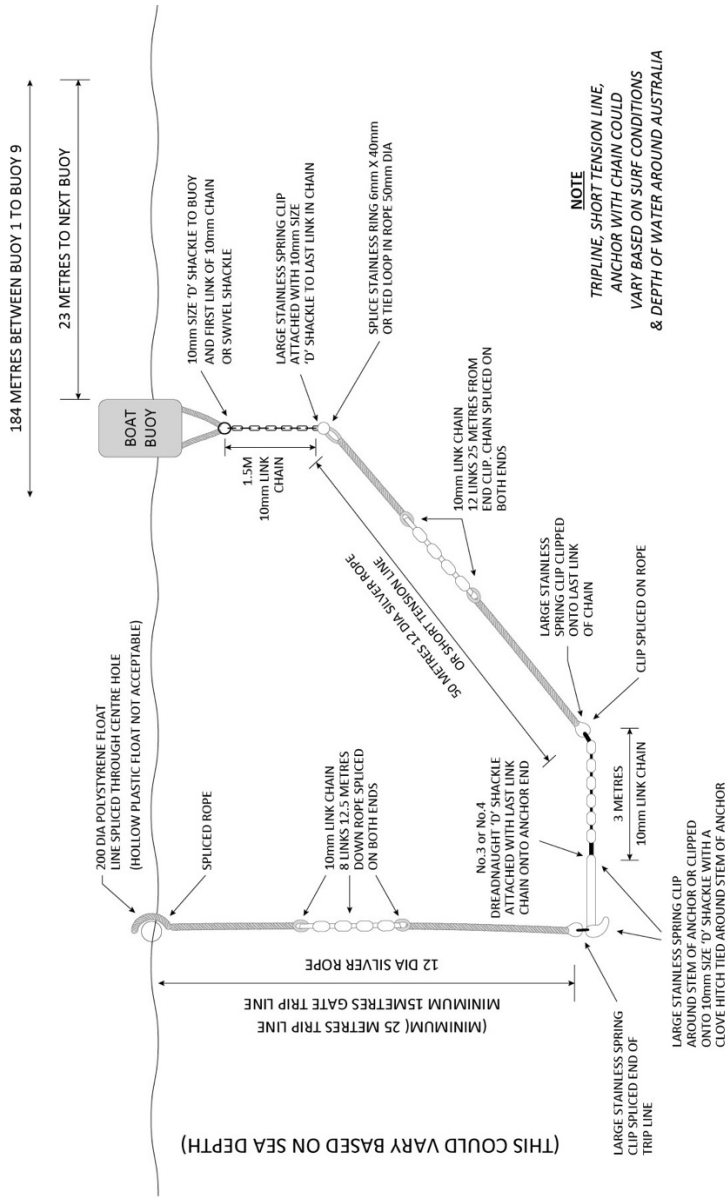 184 METRES BETWEEN BUOY 1 TO BUOY 9
23 METRES TO NEXT BUOY
200 DIA POLYSTYRENE FLOAT
LINE SPLICED THROUGH CENTRE HOLE
(HOLLOW PLASTIC FLOAT NOT ACCEPTABLE)
SPLICED ROPE
BOAT
BUOY
10mm SIZE 'D' SHACKLE TO BUOY
AND FIRST LINK OF 10mm CHAIN
OR SWIVEL SHACKLE
1.5M
10mm LINK
CHAIN
LARGE STAINLESS SPRING CLIP
ATTACHED WITH 10mm SIZE
'D' SHACKLE TO LAST LINK IN CHAIN
SPLICE STAINLESS RING 6mm X 40mm
OR TIED LOOP IN ROPE 50mm DIA
(THIS COULD VARY BASED ON SEA DEPTH)
(MINIMUM( 25 METRES TRIP LINE
MINIMUM 15METRES GATE TRIP LINE
12 DIA SILVER ROPE
10mm LINK CHAIN
8 LINKS 12.5 METRES
DOWN ROPE SPLICED
ON BOTH ENDS
50 METRES 12 DIA SILVER ROPE
OR SHORT TENSION LINE
10mm LINK CHAIN
12 LINKS 25 METRES FROM
END CLIP. CHAIN SPLICED ON
BOTH ENDS
No.3 or No.4
DREADNAUGHT 'D' SHACKLE
ATTACHED WITH LAST LINK
CHAIN ONTO ANCHOR END
LARGE STAINLESS
SPRING CLIP CLIPPED
ONTO LAST LINK
OF CHAIN
CLIP SPLICED ON ROPE
3 METRES
10mm LINK CHAIN
LARGE STAINLESS SPRING
CLIP SPLICED END OF
TRIP LINE
LARGE STAINLESS SPRING CLIP
AROUND STEM OF ANCHOR OR CLIPPED
ONTO 10mm SIZE 'D' SHACKLE WITH A
CLOVE HITCH TIED AROUND STEM OF ANCHOR
NOTE
TRIPLINE, SHORT TENSION LINE,
ANCHOR WITH CHAIN COULD
VARY BASED ON SURF CONDITIONS
& DEPTH OF WATER AROUND AUSTRALIA